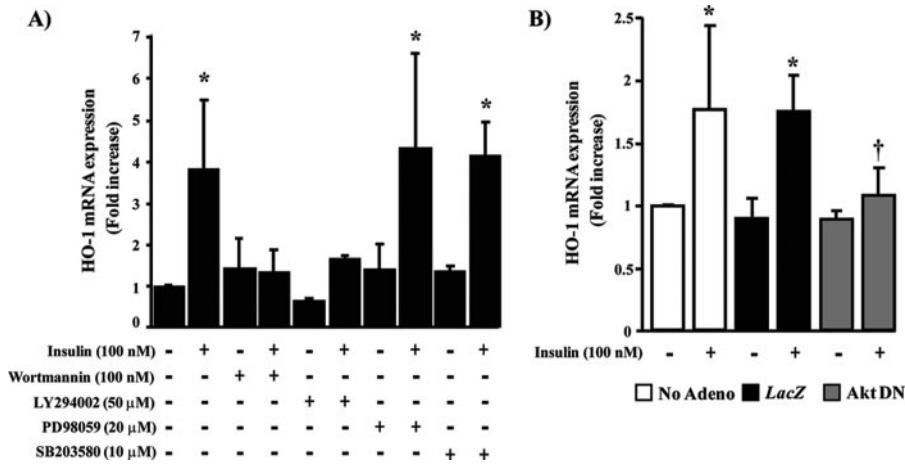 A)
HO-1 mRNA expression
(Fold increase)
7
6
5
4
3
2
1
0
* * *
Insulin (100 nM) - + - + - + - + - +
Wortmannin (100 nM) - - + + - - - - - -
LY294002 (50 μM) - - - - + + - - - -
PD98059 (20 μM) - - - - - - + + - -
SB203580 (10 μM) - - - - - - - - + +
B)
HO-1 mRNA expression
(Fold increase)
2.5
2
1.5
1
0.5
0
* * †
Insulin (100 nM) - + - + - +
No Adeno LacZ Akt DN